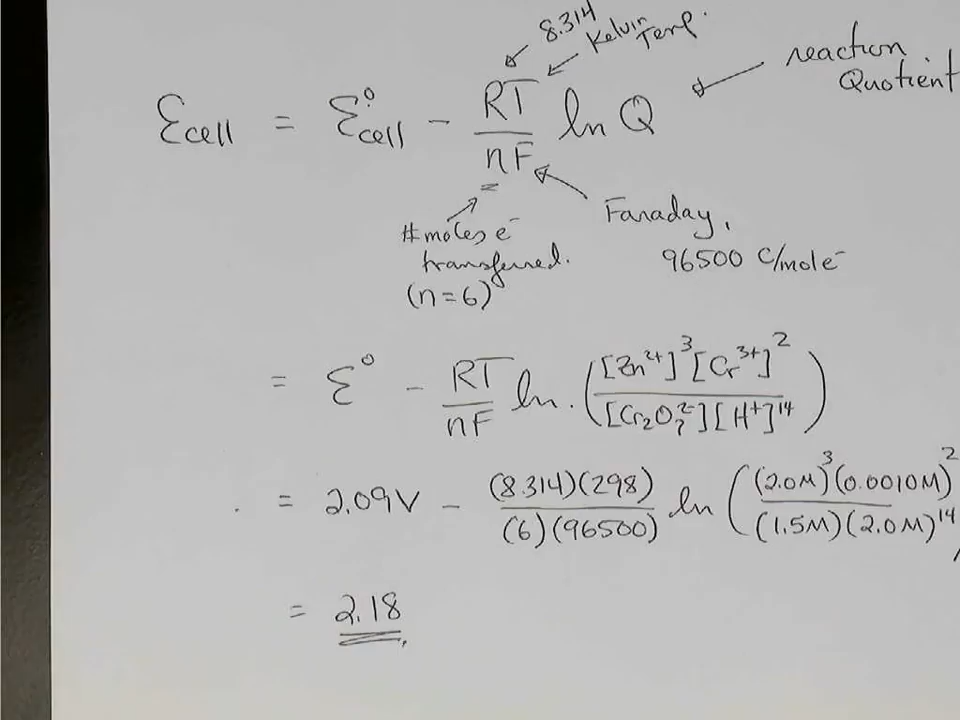 8.314
Kelvin Temp.
reaction
Quotient
Ɛcell = Ɛ°cell - RT/nF ln Q
#moles e⁻
transferred.
(n=6)
Faraday,
96500 C/mole⁻
= Ɛ° - RT/nF ln. ([Zn²⁺]³[Cr³⁺]²/[Cr₂O₇²⁻][H⁺]¹⁴)
= 2.09V - (8.314)(298)/(6)(96500) ln ((2.0M)³(0.0010M)²/(1.5M)(2.0M)¹⁴
= 2.18